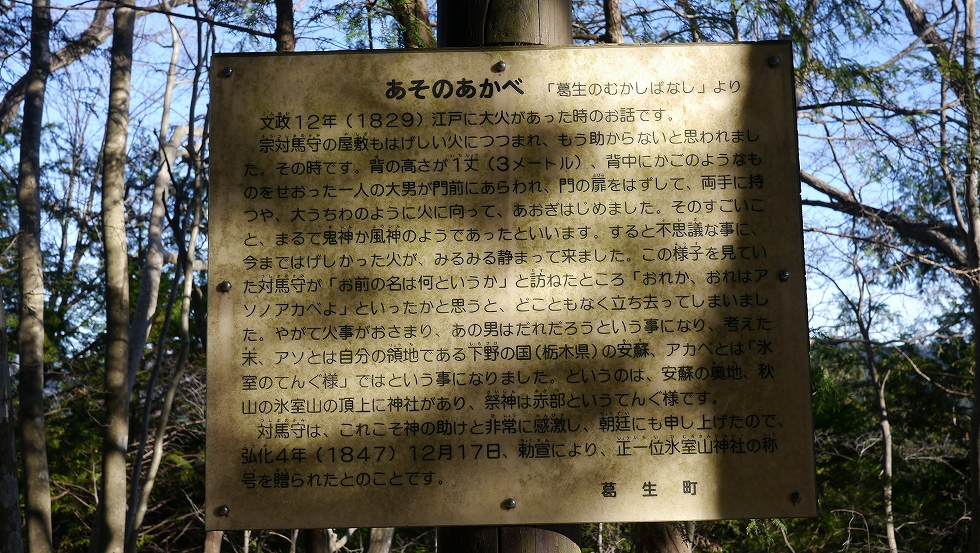 あそのあかべ 「葛生のむかしばなし」より
文政12年（1829）江戸に大火があった時のお話です。
宗対馬守の屋敷もはげしい火につつまれ、もう助からないと思われまし
た。その時です。背の高さが1丈（3メートル）、背中にかごのようなも
のをせおった一人の大男が門前にあらわれ、門の扉をはずして、両手に持
つや、大うちわのように火に向って、あおぎはじめました。そのすごいこ
と、まるで鬼神か風神のようであったといいます。すると不思議な事に、
今まではげしかった火が、みるみる静まって来ました。この様子を見てい
た対馬守が「お前の名は何というか」と訪ねたところ「おれか、おれはア
ソノアカベよ」といったかと思うと、どこともなく立ち去ってしまいまし
た。やがて火事がおさまり、あの男はだれだろうという事になり、考えた
末、アソとは自分の領地である下野の国（栃木県）の安蘇、アカベとは「氷
室のてんぐ様」ではという事になりました。というのは、安蘇の奥地、秋
山の氷室山の頂上に神社があり、祭神は赤部というてんぐ様です。
対馬守は、これこそ神の助けと非常に感激し、朝廷にも申し上げたので、
弘化4年（1847）12月17日、勅宣により、正一位氷室山神社の称
号を贈られたとのことです。
葛生町